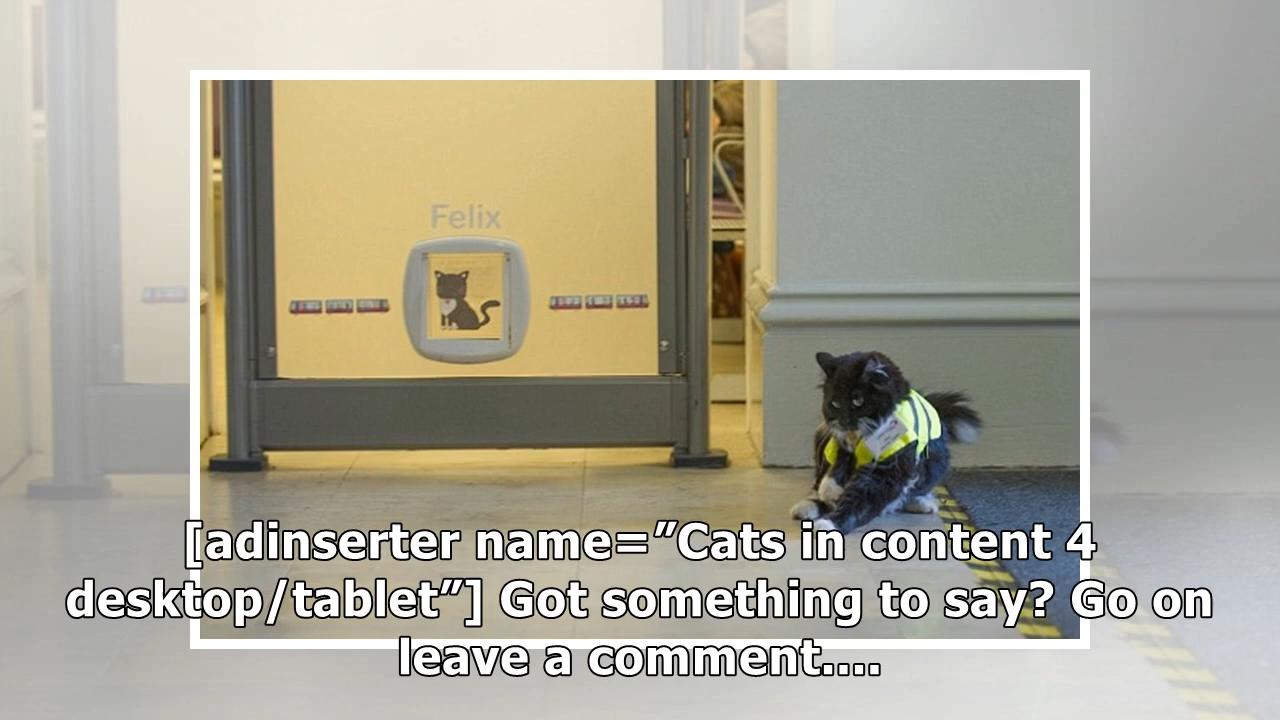 Felix
[adinserter name=”Cats in content 4
desktop/tablet”] Got something to say? Go on
leave a comment....